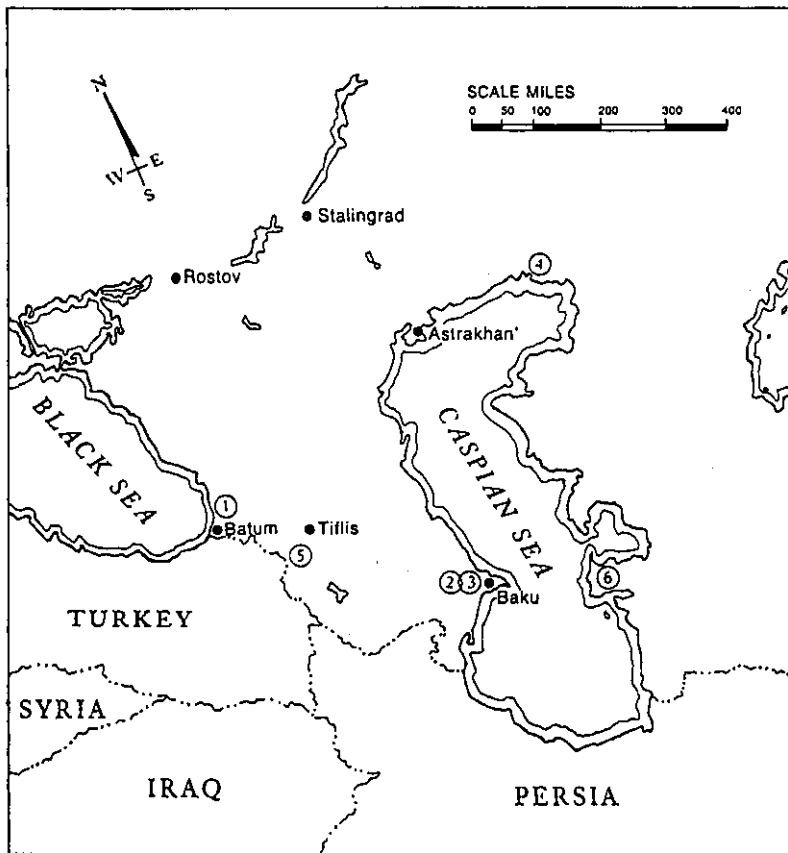 SCALE MILES
0 50 100 200 300 400
N
IV E
S
Stalingrad
4
Rostov
Astrakhan'
BLACK SEA
CASPIAN SEA
1
Batum
Tiflis
5
2 3
6
Baku
TURKEY
SYRIA
IRAQ
PERSIA